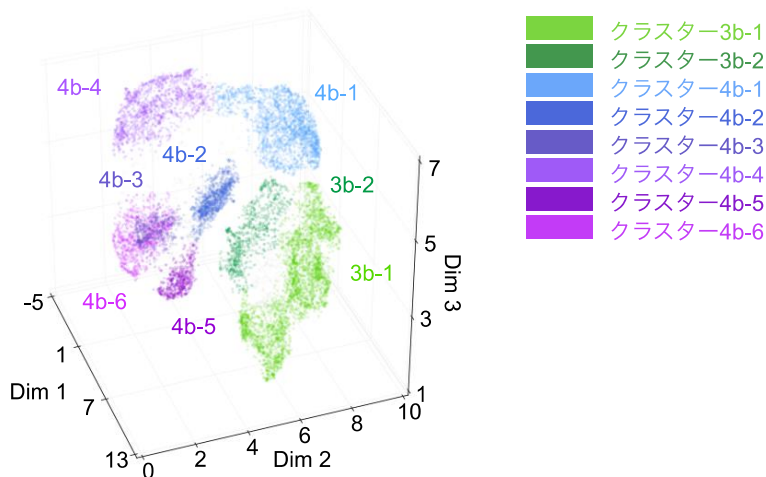 4b-4
4b-1
4b-2
4b-3
3b-2
3b-1
4b-6
4b-5
7
5
3
1
Dim 3
-5
1
7
13
Dim 1
0
2
4
6
8
10
Dim 2
クラスター3b-1
クラスター3b-2
クラスター4b-1
クラスター4b-2
クラスター4b-3
クラスター4b-4
クラスター4b-5
クラスター4b-6